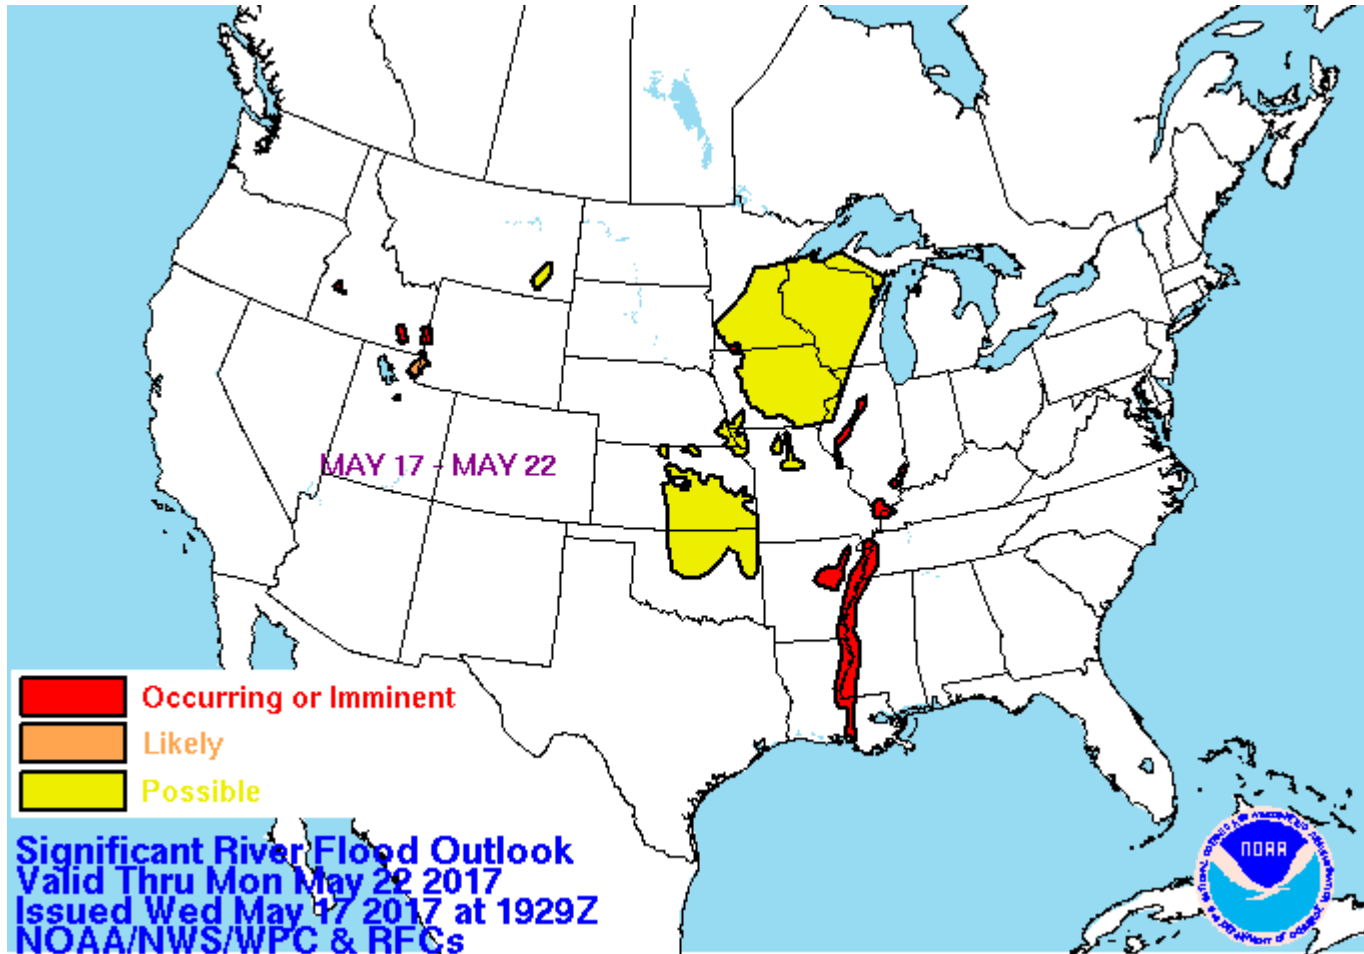 MAY 17 - MAY 22
Occurring or Imminent
Likely
Possible
Significant River Flood Outlook
Valid Thru Mon May 22 2017
Issued Wed May 17 2017 at 1929Z
NOAA/NWS/WPC & RFCs
NOAA